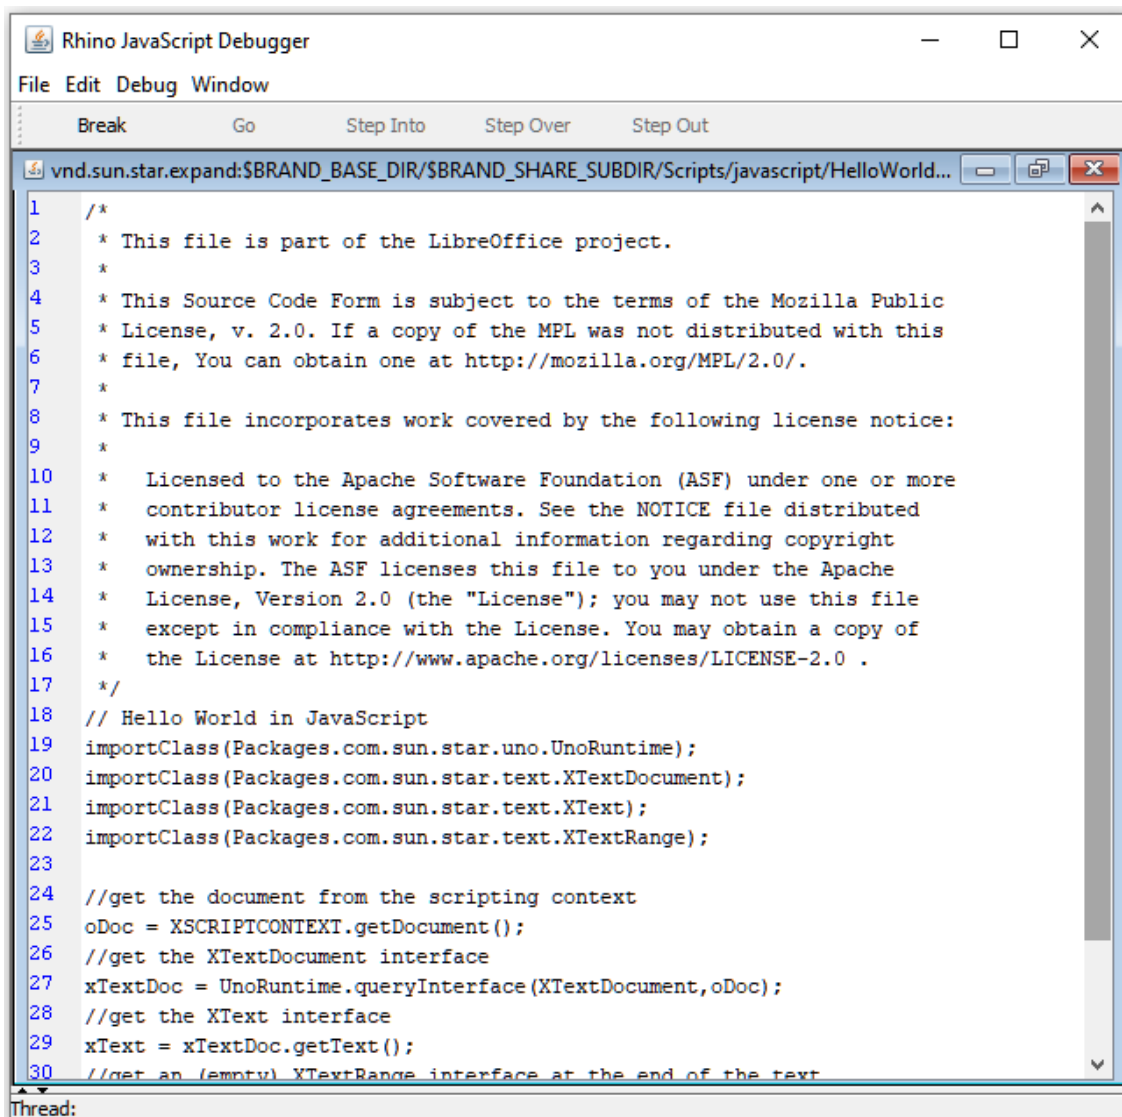 Rhino JavaScript Debugger
File Edit Debug Window
Break Go Step Into Step Over Step Out
vnd.sun.star.expand:$BRAND_BASE_DIR/$BRAND_SHARE_SUBDIR/Scripts/javascript/HelloWorld...
1 /*
2  * This file is part of the LibreOffice project.
3  *
4  * This Source Code Form is subject to the terms of the Mozilla Public
5  * License, v. 2.0. If a copy of the MPL was not distributed with this
6  * file, You can obtain one at http://mozilla.org/MPL/2.0/.
7  *
8  * This file incorporates work covered by the following license notice:
9  *
10  *   Licensed to the Apache Software Foundation (ASF) under one or more
11  *   contributor license agreements. See the NOTICE file distributed
12  *   with this work for additional information regarding copyright
13  *   ownership. The ASF licenses this file to you under the Apache
14  *   License, Version 2.0 (the "License"); you may not use this file
15  *   except in compliance with the License. You may obtain a copy of
16  *   the License at http://www.apache.org/licenses/LICENSE-2.0 .
17  */
18 // Hello World in JavaScript
19 importClass(Packages.com.sun.star.uno.UnoRuntime);
20 importClass(Packages.com.sun.star.text.XTextDocument);
21 importClass(Packages.com.sun.star.text.XText);
22 importClass(Packages.com.sun.star.text.XTextRange);
23
24 //get the document from the scripting context
25 oDoc = XSCRIPTCONTEXT.getDocument();
26 //get the XTextDocument interface
27 xTextDoc = UnoRuntime.queryInterface(XTextDocument,oDoc);
28 //get the XText interface
29 xText = xTextDoc.getText();
30 //get an (empty) XTextRange interface at the end of the text
Thread: